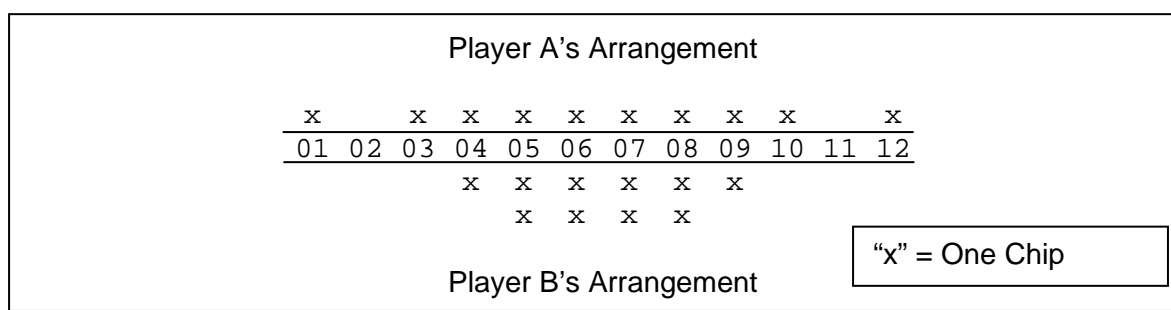 Player A's Arrangement
x x x x x x x x x x
01 02 03 04 05 06 07 08 09 10 11 12
x x x x x x
x x x x
“x” = One Chip
Player B's Arrangement